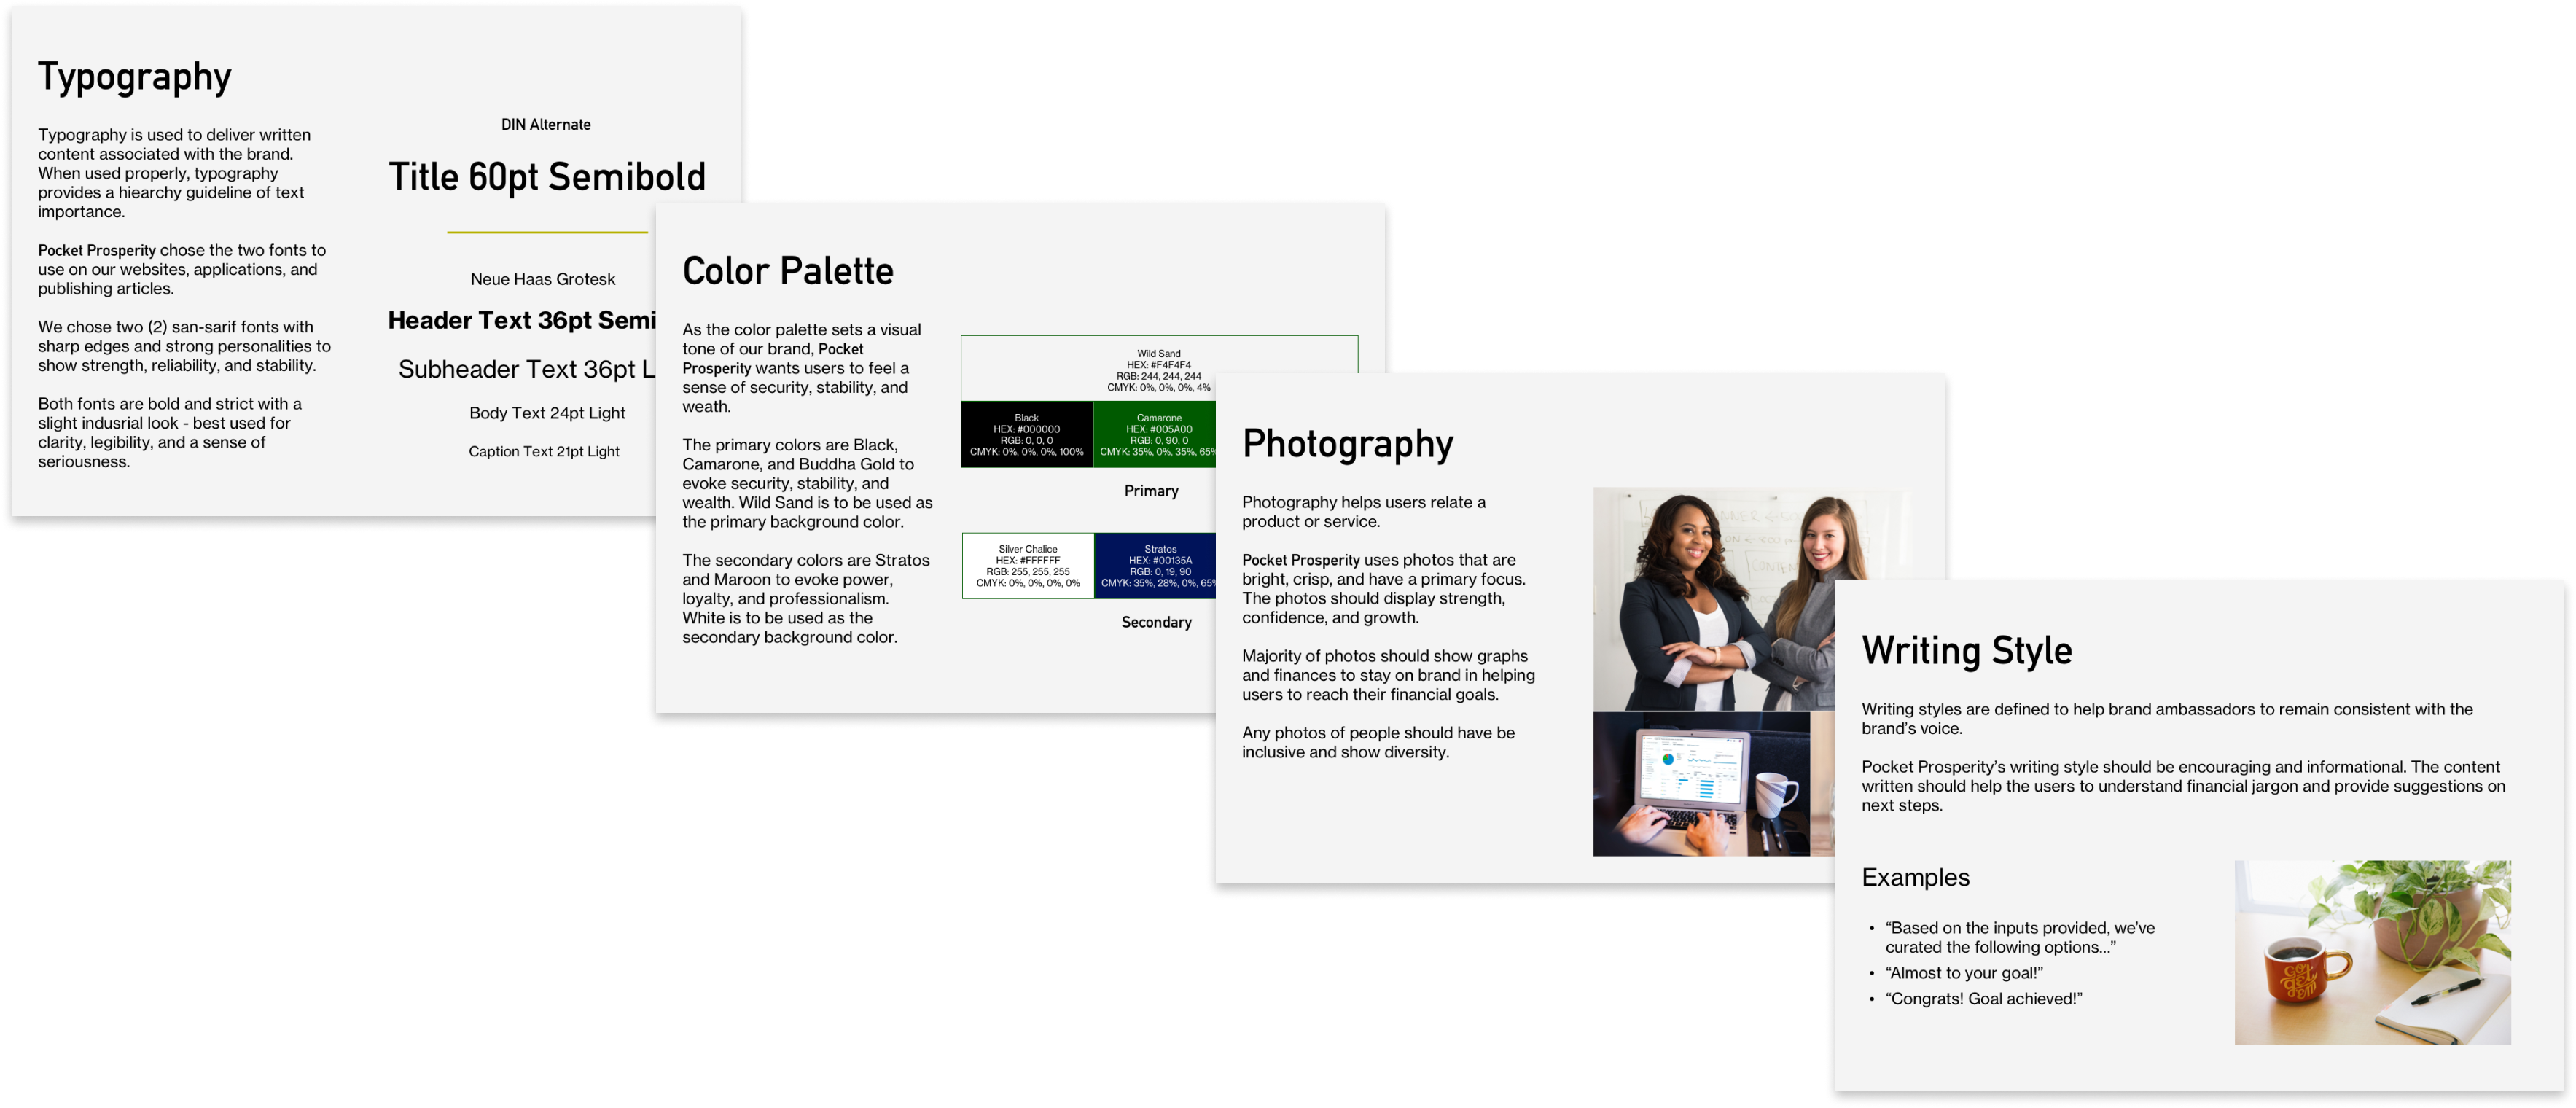 Typography
Typography is used to deliver written
content associated with the brand.
When used properly, typography
provides a hiearchy guideline of text
importance.
Pocket Prosperity chose the two fonts to
use on our websites, applications, and
publishing articles.
We chose two (2) san-sarif fonts with
sharp edges and strong personalities to
show strength, reliability, and stability.
Both fonts are bold and strict with a
slight indusrial look - best used for
clarity, legibility, and a sense of
seriousness.
DIN Alternate
Title 60pt Semibold
Neue Haas Grotesk
Header Text 36pt Semi
Subheader Text 36pt L
Body Text 24pt Light
Caption Text 21pt Light
Color Palette
As the color palette sets a visual
tone of our brand, Pocket
Prosperity wants users to feel a
sense of security, stability, and
weath.
The primary colors are Black,
Camarone, and Buddha Gold to
evoke security, stability, and
wealth. Wild Sand is to be used as
the primary background color.
The secondary colors are Stratos
and Maroon to evoke power,
loyalty, and professionalism.
White is to be used as the
secondary background color.
Wild Sand
HEX: #F4F4F4
RGB: 244, 244, 244
CMYK: 0%, 0%, 0%, 4%
Black
HEX: #000000
RGB: 0, 0, 0
CMYK: 0%, 0%, 0%, 100%
Camarone
HEX: #005A00
RGB: 0, 90, 0
CMYK: 35%, 0%, 35%, 65%
Primary
Silver Chalice
HEX: #FFFFFF
RGB: 255, 255, 255
CMYK: 0%, 0%, 0%, 0%
Stratos
HEX: #00135A
RGB: 0, 19, 90
CMYK: 35%, 28%, 0%, 65%
Secondary
Photography
Photography helps users relate a
product or service.
Pocket Prosperity uses photos that are
bright, crisp, and have a primary focus.
The photos should display strength,
confidence, and growth.
Majority of photos should show graphs
and finances to stay on brand in helping
users to reach their financial goals.
Any photos of people should have be
inclusive and show diversity.
Writing Style
Writing styles are defined to help brand ambassadors to remain consistent with the
brand's voice.
Pocket Prosperity's writing style should be encouraging and informational. The content
written should help the users to understand financial jargon and provide suggestions on
next steps.
Examples
• “Based on the inputs provided, we've
curated the following options...”
• “Almost to your goal!”
• “Congrats! Goal achieved!”